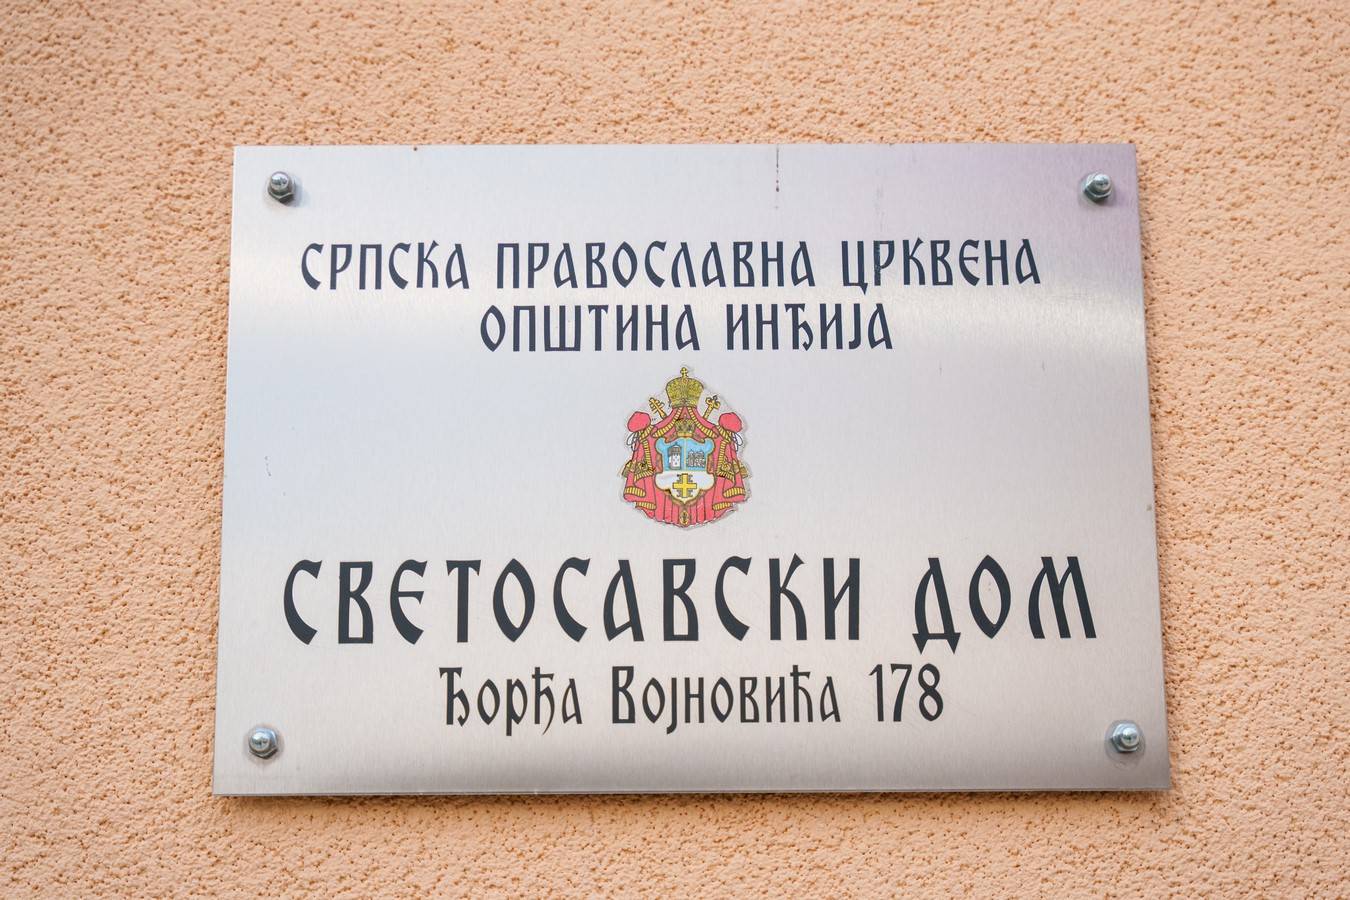 СРПСКА ПРАВОСЛАВНА ЦРКВЕНА
ОПШТИНА ИНЂИЈА
СВЕТОСАВСКИ ДОМ
Ђорђа Војновића 178